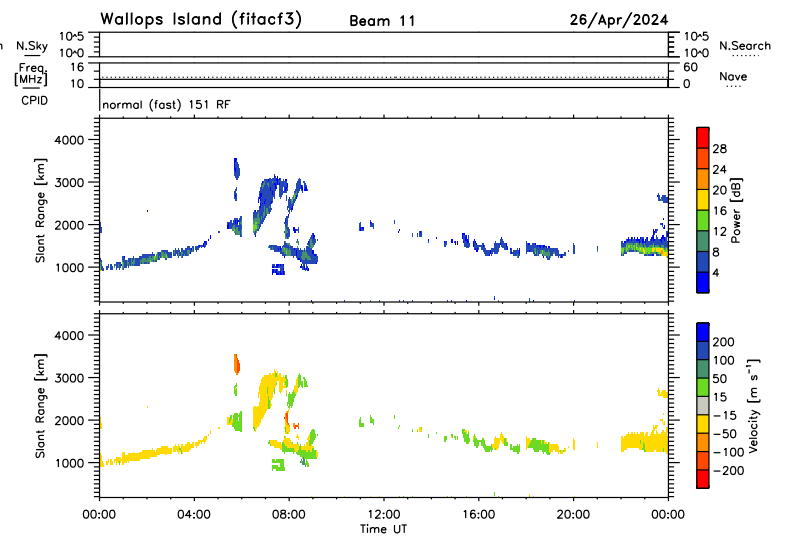 Wallops Island (fitacf3) Beam 11 26/Apr/2024
n N.Sky 10^5 10^0 10^5 10^0 N.Search
Freq. [MHz] 16 10 60 0 Nave
CPID normal (fast) 151 RF
Slant Range [km]
4000
3000
2000
1000
28
24
20
16
12
8
4
Power [dB]
Slant Range [km]
4000
3000
2000
1000
200
100
50
15
−15
−50
−100
−200
Velocity [m s⁻¹]
00:00 04:00 08:00 12:00 16:00 20:00 00:00
Time UT